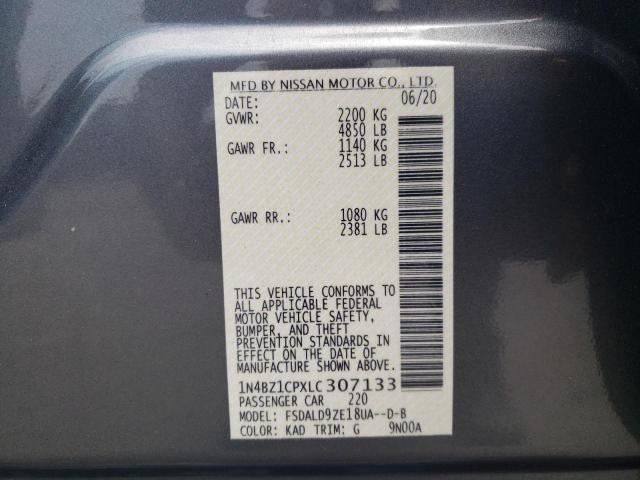 MFD BY NISSAN MOTOR CO., LTD.
DATE: 06/20
GVWR: 2200 KG
4850 LB
GAWR FR.: 1140 KG
2513 LB
GAWR RR.: 1080 KG
2381 LB
THIS VEHICLE CONFORMS TO
ALL APPLICABLE FEDERAL
MOTOR VEHICLE SAFETY,
BUMPER, AND THEFT
PREVENTION STANDARDS IN
EFFECT ON THE DATE OF
MANUFACTURE SHOWN ABOVE.
1N4BZ1CPXLC307133
PASSENGER CAR 220
MODEL: FSDALD9ZE18UA--D-B
COLOR: KAD TRIM: G 9N00A